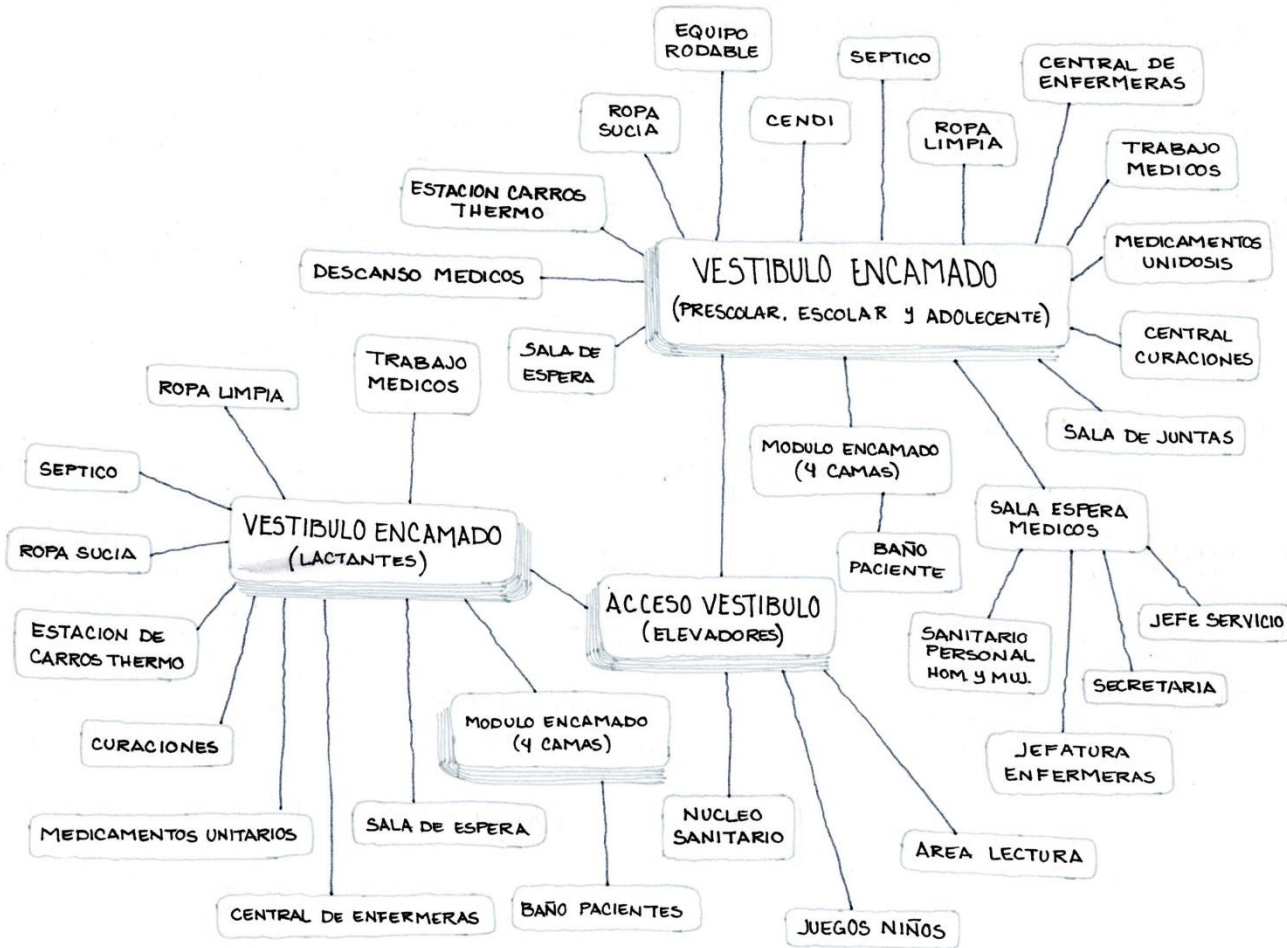 EQUIPO
RODABLE
SEPTICO
CENTRAL DE
ENFERMERAS
ROPA
SUCIA
CENDI
ROPA
LIMPIA
TRABAJO
MEDICOS
ESTACION CARROS
THERMO
MEDICAMENTOS
UNIDOSIS
DESCANSO MEDICOS
VESTIBULO ENCAMADO
(PRESCOLAR, ESCOLAR Y ADOLECENTE)
CENTRAL
CURACIONES
SALA DE
ESPERA
TRABAJO
MEDICOS
ROPA LIMPIA
SALA DE JUNTAS
MODULO ENCAMADO
(4 CAMAS)
SEPTICO
SALA ESPERA
MEDICOS
VESTIBULO ENCAMADO
(LACTANTES)
ROPA SUCIA
BAÑO
PACIENTE
ACCESO VESTIBULO
(ELEVADORES)
JEFE SERVICIO
ESTACION DE
CARROS THERMO
SANITARIO
PERSONAL
HOM. Y MUJ.
SECRETARIA
MODULO ENCAMADO
(4 CAMAS)
CURACIONES
JEFATURA
ENFERMERAS
MEDICAMENTOS UNITARIOS
SALA DE ESPERA
NUCLEO
SANITARIO
AREA LECTURA
CENTRAL DE ENFERMERAS
BAÑO PACIENTES
JUEGOS NIÑOS